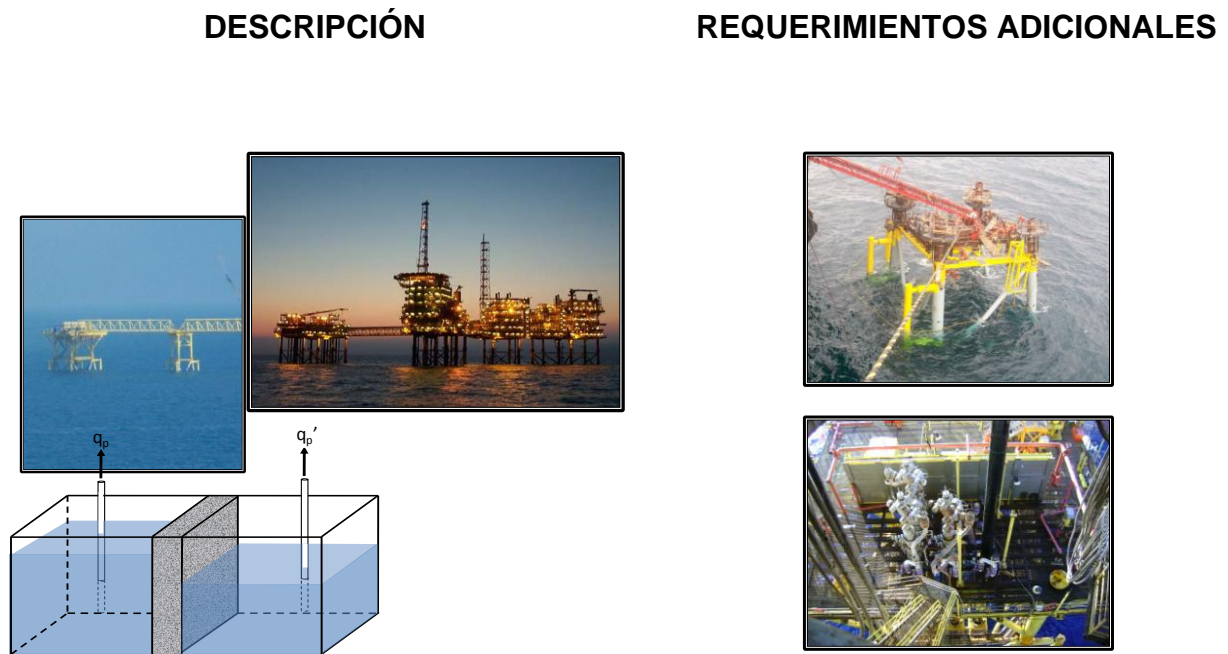 DESCRIPCIÓN
REQUERIMIENTOS ADICIONALES
qp
qp′